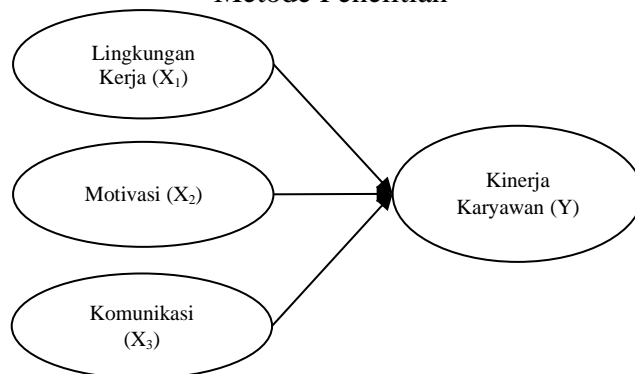 Metode Penelitian
Lingkungan
Kerja (X₁)
Motivasi (X₂)
Kinerja
Karyawan (Y)
Komunikasi
(X₃)